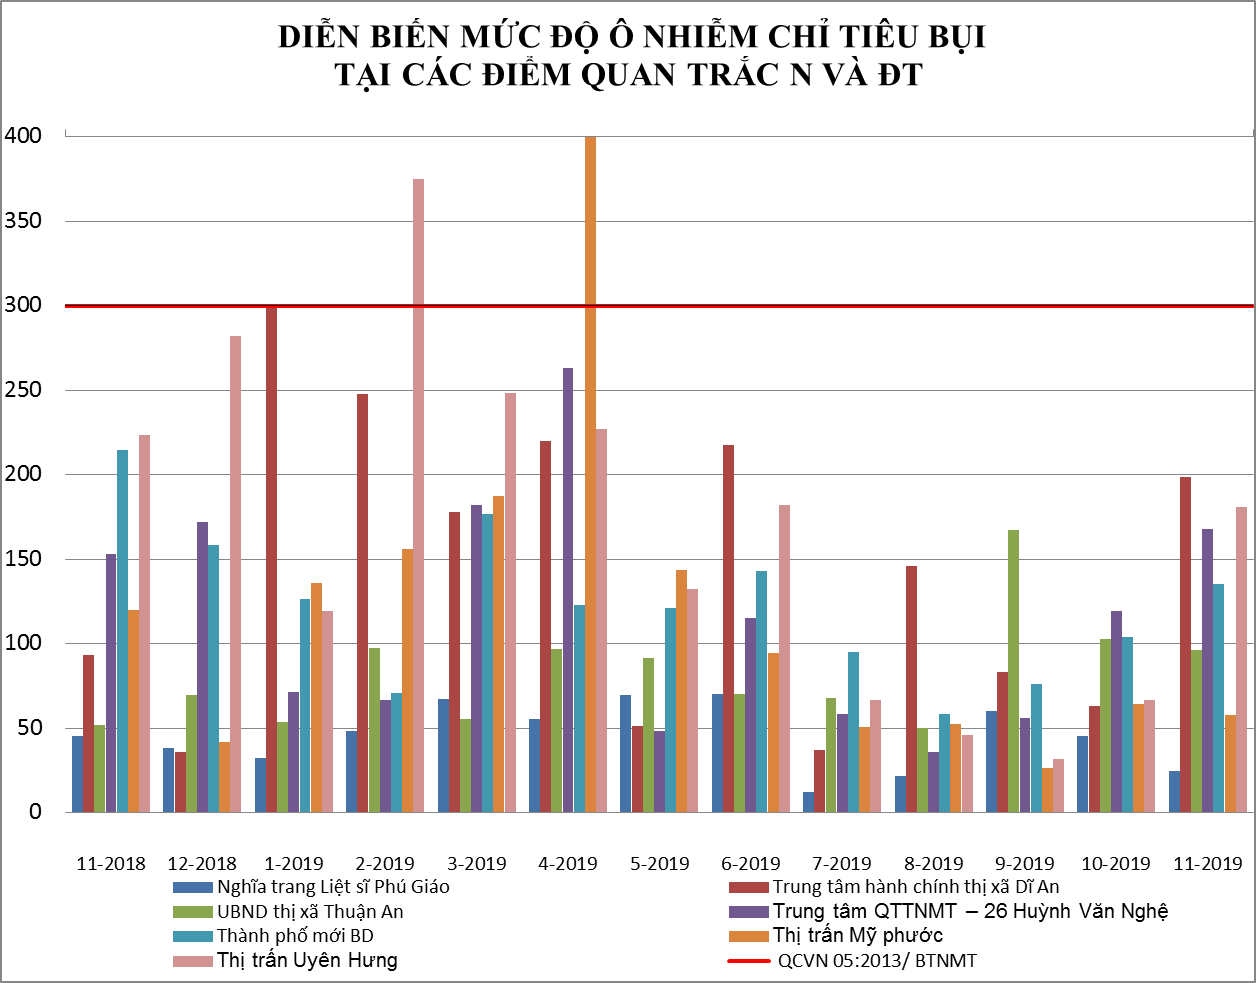 DIỄN BIẾN MỨC ĐỘ Ô NHIỄM CHỈ TIÊU BỤI
TẠI CÁC ĐIỂM QUAN TRẮC N VÀ ĐT
400
350
300
250
200
150
100
50
0
11-2018 12-2018 1-2019 2-2019 3-2019 4-2019 5-2019 6-2019 7-2019 8-2019 9-2019 10-2019 11-2019
Nghĩa trang Liệt sĩ Phú Giáo Trung tâm hành chính thị xã Dĩ An
UBND thị xã Thuận An Trung tâm QTTNMT – 26 Huỳnh Văn Nghệ
Thành phố mới BD Thị trấn Mỹ phước
Thị trấn Uyên Hưng QCVN 05:2013/ BTNMT